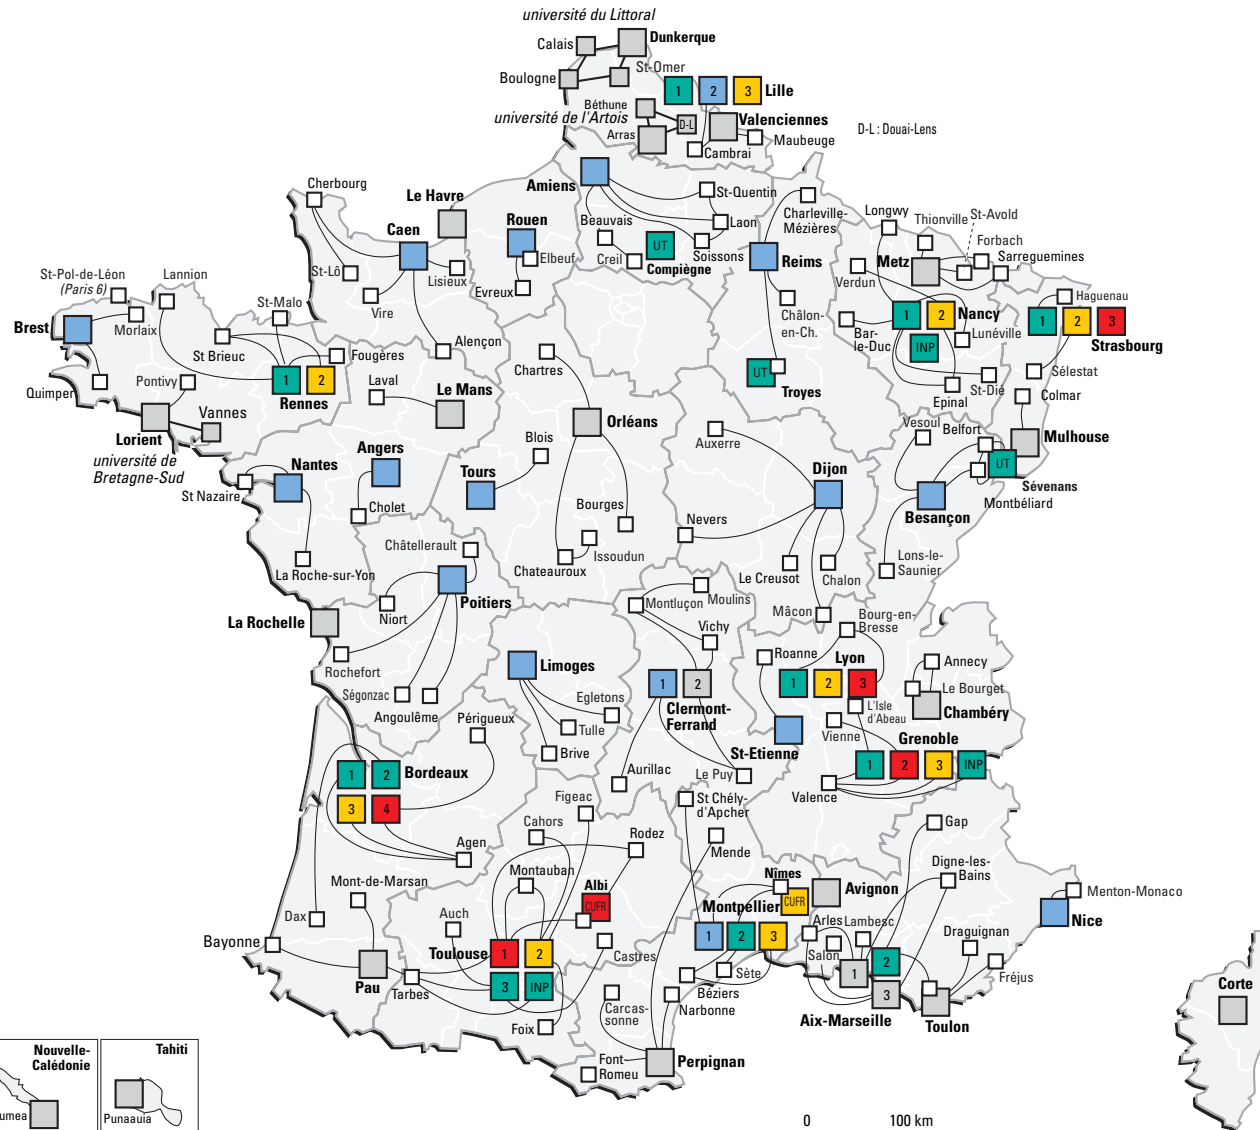 université du Littoral
Calais
Dunkerque
Boulogne
St-Omer
1
2
3
Lille
Béthune
université de l'Artois
D-L
Arras
Valenciennes
Maubeuge
Cambrai
D-L : Douai-Lens
Amiens
St-Quentin
Laon
Beauvais
Creil
UT
Compiègne
Soissons
Cherbourg
Le Havre
Caen
St-Lô
Lisieux
Vire
Alençon
Rouen
Elbeuf
Evreux
Charleville-
Mézières
Reims
Châlon-
en-Ch.
UT
Troyes
Longwy
Thionville
St-Avold
Forbach
Sarreguemines
Metz
Verdun
1
2
Nancy
INP
Bar-
le-Duc
Lunéville
St-Dié
Epinal
Haguenau
1
2
3
Strasbourg
Sélestat
Colmar
Mulhouse
St-Pol-de-Léon
(Paris 6)
Lannion
St-Malo
Brest
Morlaix
St Brieuc
Fougères
Quimper
Pontivy
1
2
Rennes
Vannes
Lorient
université de
Bretagne-Sud
Laval
Le Mans
Chartres
Orléans
Blois
Bourges
Issoudun
Chateauroux
Angers
Cholet
Nantes
St Nazaire
La Roche-sur-Yon
Tours
Auxerre
Dijon
Nevers
Le Creusot
Chalon
Mâcon
Vesoul
Belfort
UT
Sévenans
Montbéliard
Besançon
Lons-le-
Saunier
Châtellerault
Poitiers
Niort
La Rochelle
Rochefort
Ségonzac
Angoulême
Limoges
Egletons
Tulle
Brive
Montluçon
Moulins
Vichy
1
2
Clermont-
Ferrand
Aurillac
Le Puy
Bourg-en-
Bresse
Roanne
Lyon
1
2
3
St-Etienne
L'Isle
d'Abeau
Vienne
Grenoble
1
2
3
INP
Valence
Annecy
Le Bourget
Chambéry
Périgueux
1
2
Bordeaux
3
4
Agen
Mont-de-Marsan
Dax
Bayonne
Pau
Tarbes
Figeac
Cahors
Rodez
Montauban
Albi
CUFR
Auch
Toulouse
1
2
3
INP
Castres
Foix
St Chély-
d'Apcher
Mende
Nîmes
CUFR
Montpellier
1
2
3
Sète
Béziers
Narbonne
Carcas-
sonne
Font-
Romeu
Perpignan
Avignon
Arles
Lambesc
Salon
1
2
3
Aix-Marseille
Gap
Digne-les-
Bains
Menton-Monaco
Nice
Draguignan
Fréjus
Toulon
Corte
Nouvelle-
Calédonie
umea
Tahiti
Punaauia
0
100 km